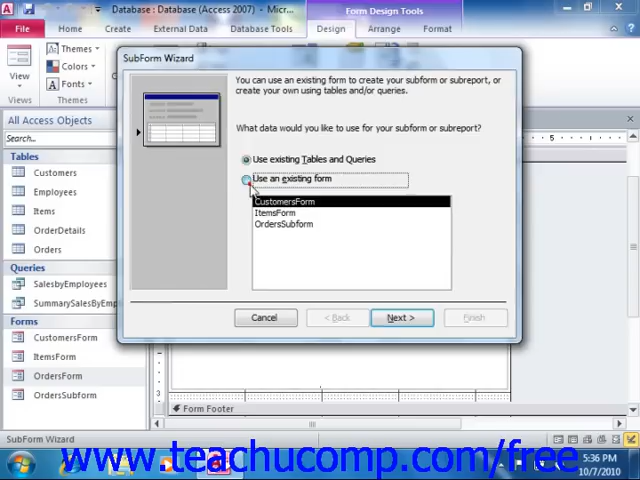 Database : Database (Access 2007) - Micr...
Form Design Tools
File
Home
Create
External Data
Database Tools
Design
Arrange
Format
View
Views
Themes
Colors
Fonts
All Access Objects
Search...
Tables
Customers
Employees
Items
OrderDetails
Orders
Queries
SalesbyEmployees
SummarySalesByEmp
Forms
CustomersForm
ItemsForm
OrdersForm
OrdersSubform
SubForm Wizard
You can use an existing form to create your subform or subreport, or
create your own using tables and/or queries.
What data would you like to use for your subform or subreport?
Use existing Tables and Queries
Use an existing form
CustomersForm
ItemsForm
OrdersSubform
Cancel
< Back
Next >
Finish
5
3
Form Footer
SubForm Wizard
www.teachucomp.com/free
5:36 PM
10/7/2010